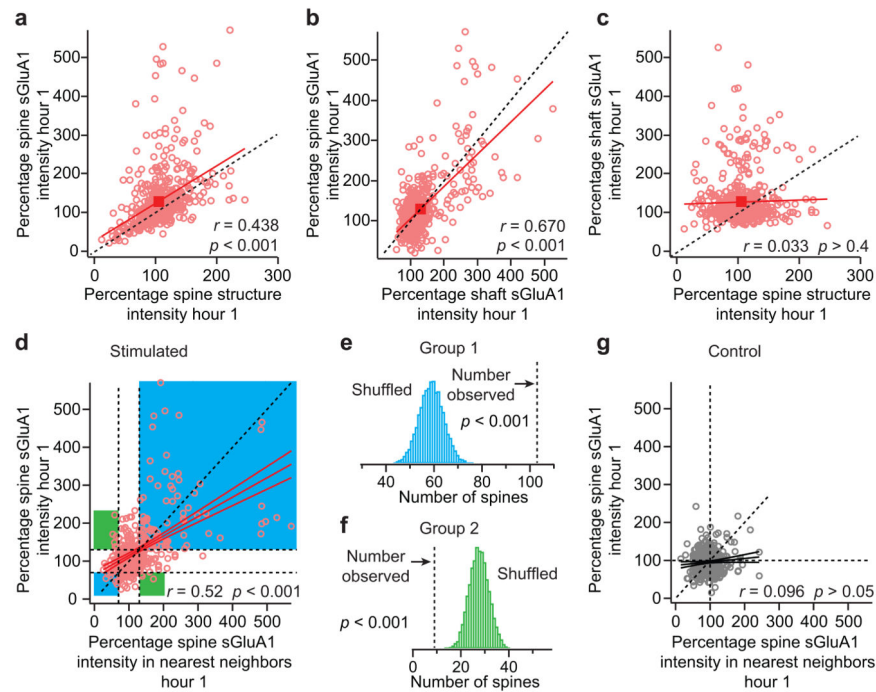 a
Percentage spine sGluA1
intensity hour 1
500
400
300
200
100
0
0
100
200
300
r = 0.438
p < 0.001
Percentage spine structure
intensity hour 1
b
Percentage spine sGluA1
intensity hour 1
500
400
300
200
100
100
200
300
400
500
r = 0.670
p < 0.001
Percentage shaft sGluA1
intensity hour 1
c
Percentage shaft sGluA1
intensity hour 1
500
400
300
200
100
0
0
100
200
300
r = 0.033 p > 0.4
Percentage spine structure
intensity hour 1
d
Stimulated
Percentage spine sGluA1
intensity hour 1
500
400
300
200
100
0
0
100
200
300
400
500
r = 0.52 p < 0.001
Percentage spine sGluA1
intensity in nearest neighbors
hour 1
e
Group 1
Shuffled
Number
observed
p < 0.001
40
60
80
100
Number of spines
f
Group 2
Number
observed
Shuffled
p < 0.001
0
20
40
Number of spines
g
Control
Percentage spine sGluA1
intensity hour 1
500
400
300
200
100
0
0
100
200
300
400
500
r = 0.096 p > 0.05
Percentage spine sGluA1
intensity in nearest neighbors
hour 1